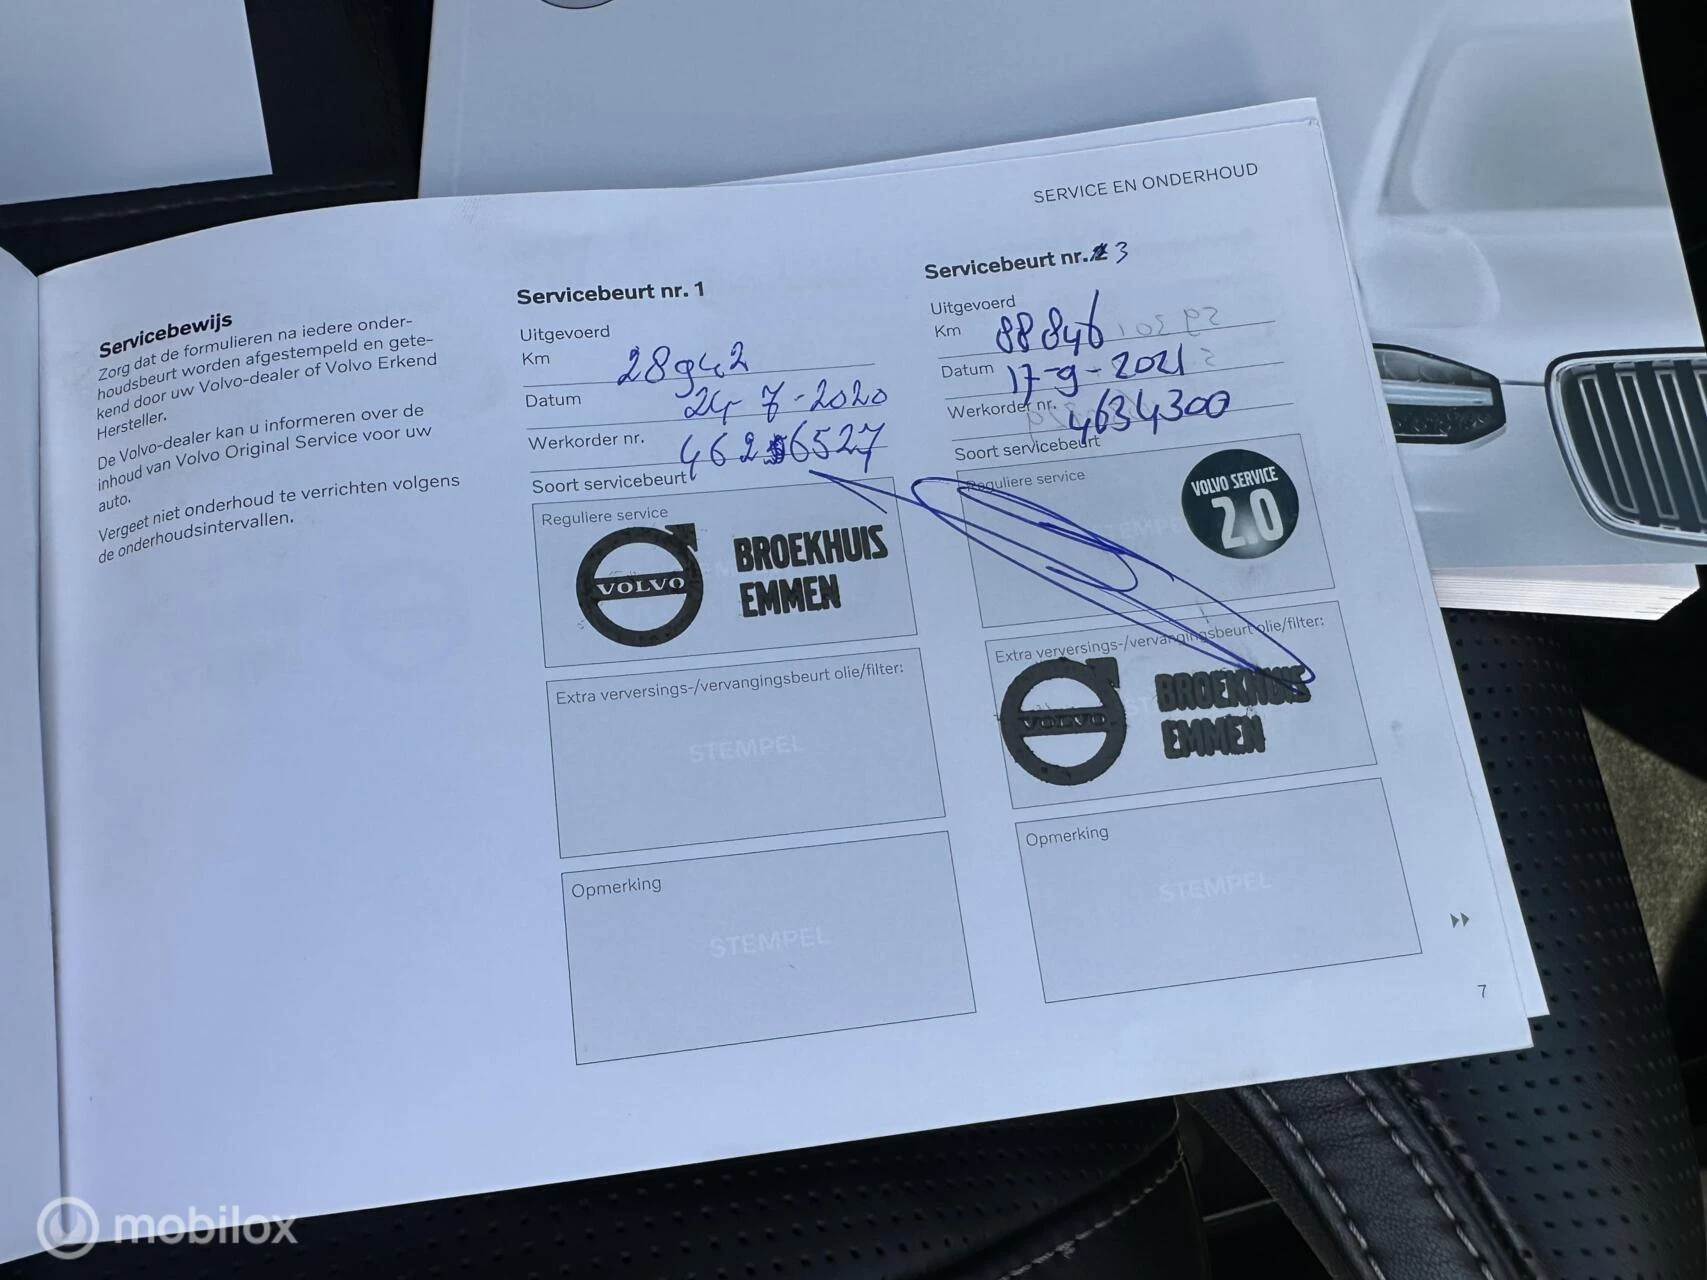 SERVICE EN ONDERHOUD
Servicebewijs
Zorg dat de formulieren na iedere onder-
houdsbeurt worden afgestempeld en gete-
kend door uw Volvo-dealer of Volvo Erkend
Hersteller.
De Volvo-dealer kan u informeren over de
inhoud van Volvo Original Service voor uw
auto.
Vergeet niet onderhoud te verrichten volgens
de onderhoudsintervallen.
Servicebeurt nr. 1
Uitgevoerd
Km 28942
Datum 24-7-2020
Werkorder nr. 46256527
Soort servicebeurt
Reguliere service
VOLVO
BROEKHUIS
EMMEN
Extra verversings-/vervangingsbeurt olie/filter:
STEMPEL
Opmerking
STEMPEL
Servicebeurt nr. 3
Uitgevoerd
Km 88846
Datum 17-9-2021
Werkorder nr. 4634300
Soort servicebeurt
Reguliere service
STEMPEL
VOLVO SERVICE
2.0
Extra verversings-/vervangingsbeurt olie/filter:
VOLVO
BROEKHUIS
EMMEN
Opmerking
STEMPEL
7
mobilox